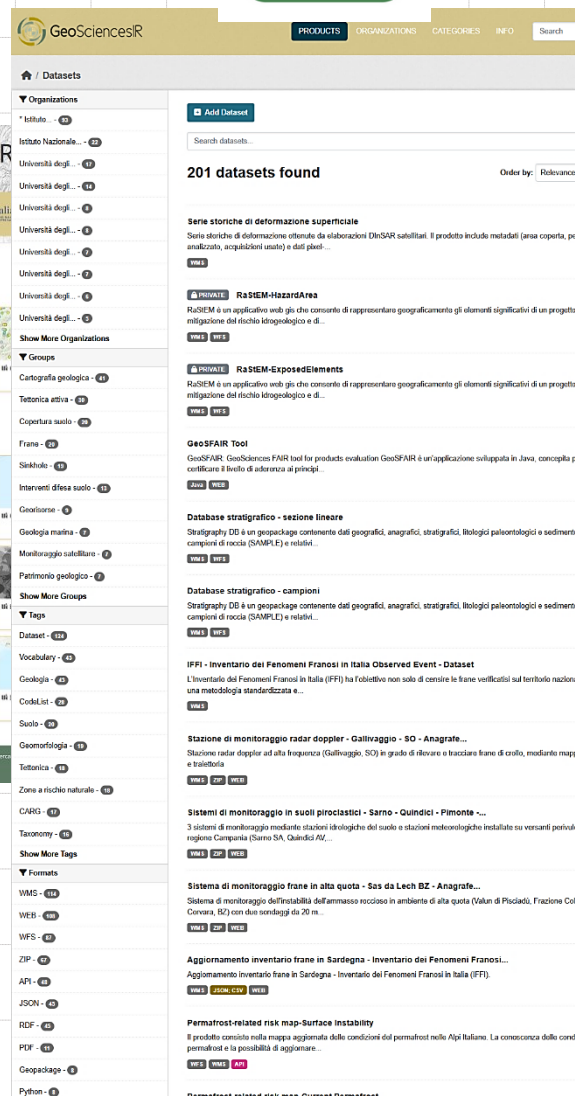 GeoSciencesIR
PRODUCTS ORGANIZATIONS CATEGORIES INFO Search
/ Datasets
Organizations
* Istituto... - 93
Istituto Nazionale... - 22
Università degli... - 17
Università degli... - 14
Università degli... - 8
Università degli... - 8
Università degli... - 7
Università degli... - 7
Università degli... - 5
Università degli... - 3
Show More Organizations
Groups
Cartografia geologica - 41
Tettonica attiva - 30
Copertura suolo - 20
Frane - 20
Sinkhole - 15
Interventi difesa suolo - 13
Georisorse - 9
Geologia marina - 7
Monitoraggio satellitare - 7
Patrimonio geologico - 7
Show More Groups
Tags
Dataset - 124
Vocabulary - 43
Geologia - 43
CodeList - 28
Suolo - 20
Geomorfologia - 19
Tettonica - 18
Zone a rischio naturale - 18
CARG - 17
Taxonomy - 16
Show More Tags
Formats
WMS - 114
WEB - 108
WFS - 87
ZIP - 67
API - 48
JSON - 45
RDF - 45
PDF - 11
Geopackage - 8
Python - 8
Add Dataset
Search datasets...
201 datasets found
Order by: Relevance
Serie storiche di deformazione superficiale
Serie storiche di deformazione ottenute da elaborazioni DInSAR satellitari. Il prodotto include metadati (area coperta, pe
analizzato, acquisizioni usate) e dati pixel-...
WMS
PRIVATE RaStEM-HazardArea
RaStEM è un applicativo web gis che consente di rappresentare geograficamente gli elementi significativi di un progetto
mitigazione del rischio idrogeologico e di...
WMS WFS
PRIVATE RaStEM-ExposedElements
RaStEM è un applicativo web gis che consente di rappresentare geograficamente gli elementi significativi di un progetto
mitigazione del rischio idrogeologico e di...
WMS WFS
GeoSFAIR Tool
GeoSFAIR: GeoSciences FAIR tool for products evaluation GeoSFAIR è un'applicazione sviluppata in Java, concepita p
certificare il livello di aderenza ai principi...
Java WEB
Database stratigrafico - sezione lineare
Stratigraphy DB è un geopackage contenente dati geografici, anagrafici, stratigrafici, litologici paleontologici e sediment
campioni di roccia (SAMPLE) e relativi...
WMS WFS
Database stratigrafico - campioni
Stratigraphy DB è un geopackage contenente dati geografici, anagrafici, stratigrafici, litologici paleontologici e sediment
campioni di roccia (SAMPLE) e relativi...
WMS WFS
IFFI - Inventario dei Fenomeni Franosi in Italia Observed Event - Dataset
L'Inventario dei Fenomeni Franosi in Italia (IFFI) ha l'obiettivo non solo di censire le frane verificatisi sul territorio naziona
una metodologia standardizzata e...
WMS
Stazione di monitoraggio radar doppler - Gallivaggio - SO - Anagrafe...
Stazione radar doppler ad alta frequenza (Gallivaggio, SO) in grado di rilevare o tracciare frane di crollo, mediante mapp
e traiettoria
WMS ZIP WEB
Sistemi di monitoraggio in suoli piroclastici - Sarno - Quindici - Pimonte -...
3 sistemi di monitoraggio mediante stazioni idrologiche del suolo e stazioni meteorologiche installate su versanti perivul
regione Campania (Sarno SA, Quindici AV,...
WMS ZIP WEB
Sistema di monitoraggio frane in alta quota - Sas da Lech BZ - Anagrafe...
Sistema di monitoraggio dell'instabilità dell'ammasso roccioso in ambiente di alta quota (Valun di Pisciadù, Frazione Col
Corvara, BZ) con due sondaggi da 20 m...
WMS ZIP WEB
Aggiornamento inventario frane in Sardegna - Inventario dei Fenomeni Franosi...
Aggiornamento inventario frane in Sardegna - Inventario dei Fenomeni Franosi in Italia (IFFI).
WMS JSON; CSV WEB
Permafrost-related risk map-Surface Instability
Il prodotto consiste nella mappa aggiornata delle condizioni del permafrost nelle Alpi Italiane. La conoscenza delle cond
permafrost e la possibilità di aggiornare...
WFS WMS API
Permafrost-related risk map-Current Permafrost